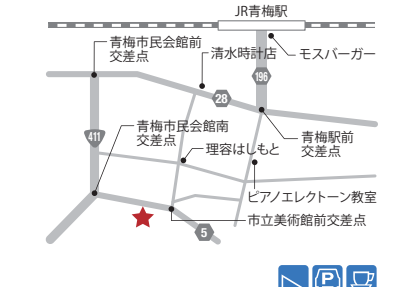 JR青梅駅
青梅市民会館前
交差点
清水時計店
モスバーガー
196
28
411
青梅市民会館南
交差点
理容はしもと
青梅駅前
交差点
ピアノエレクトーン教室
市立美術館前交差点
5
P